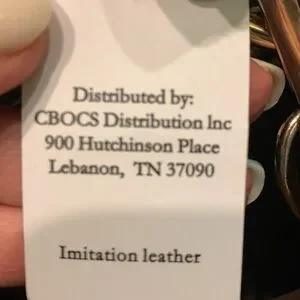 Distributed by:
CBOCS Distribution Inc
900 Hutchinson Place
Lebanon, TN 37090
Imitation leather